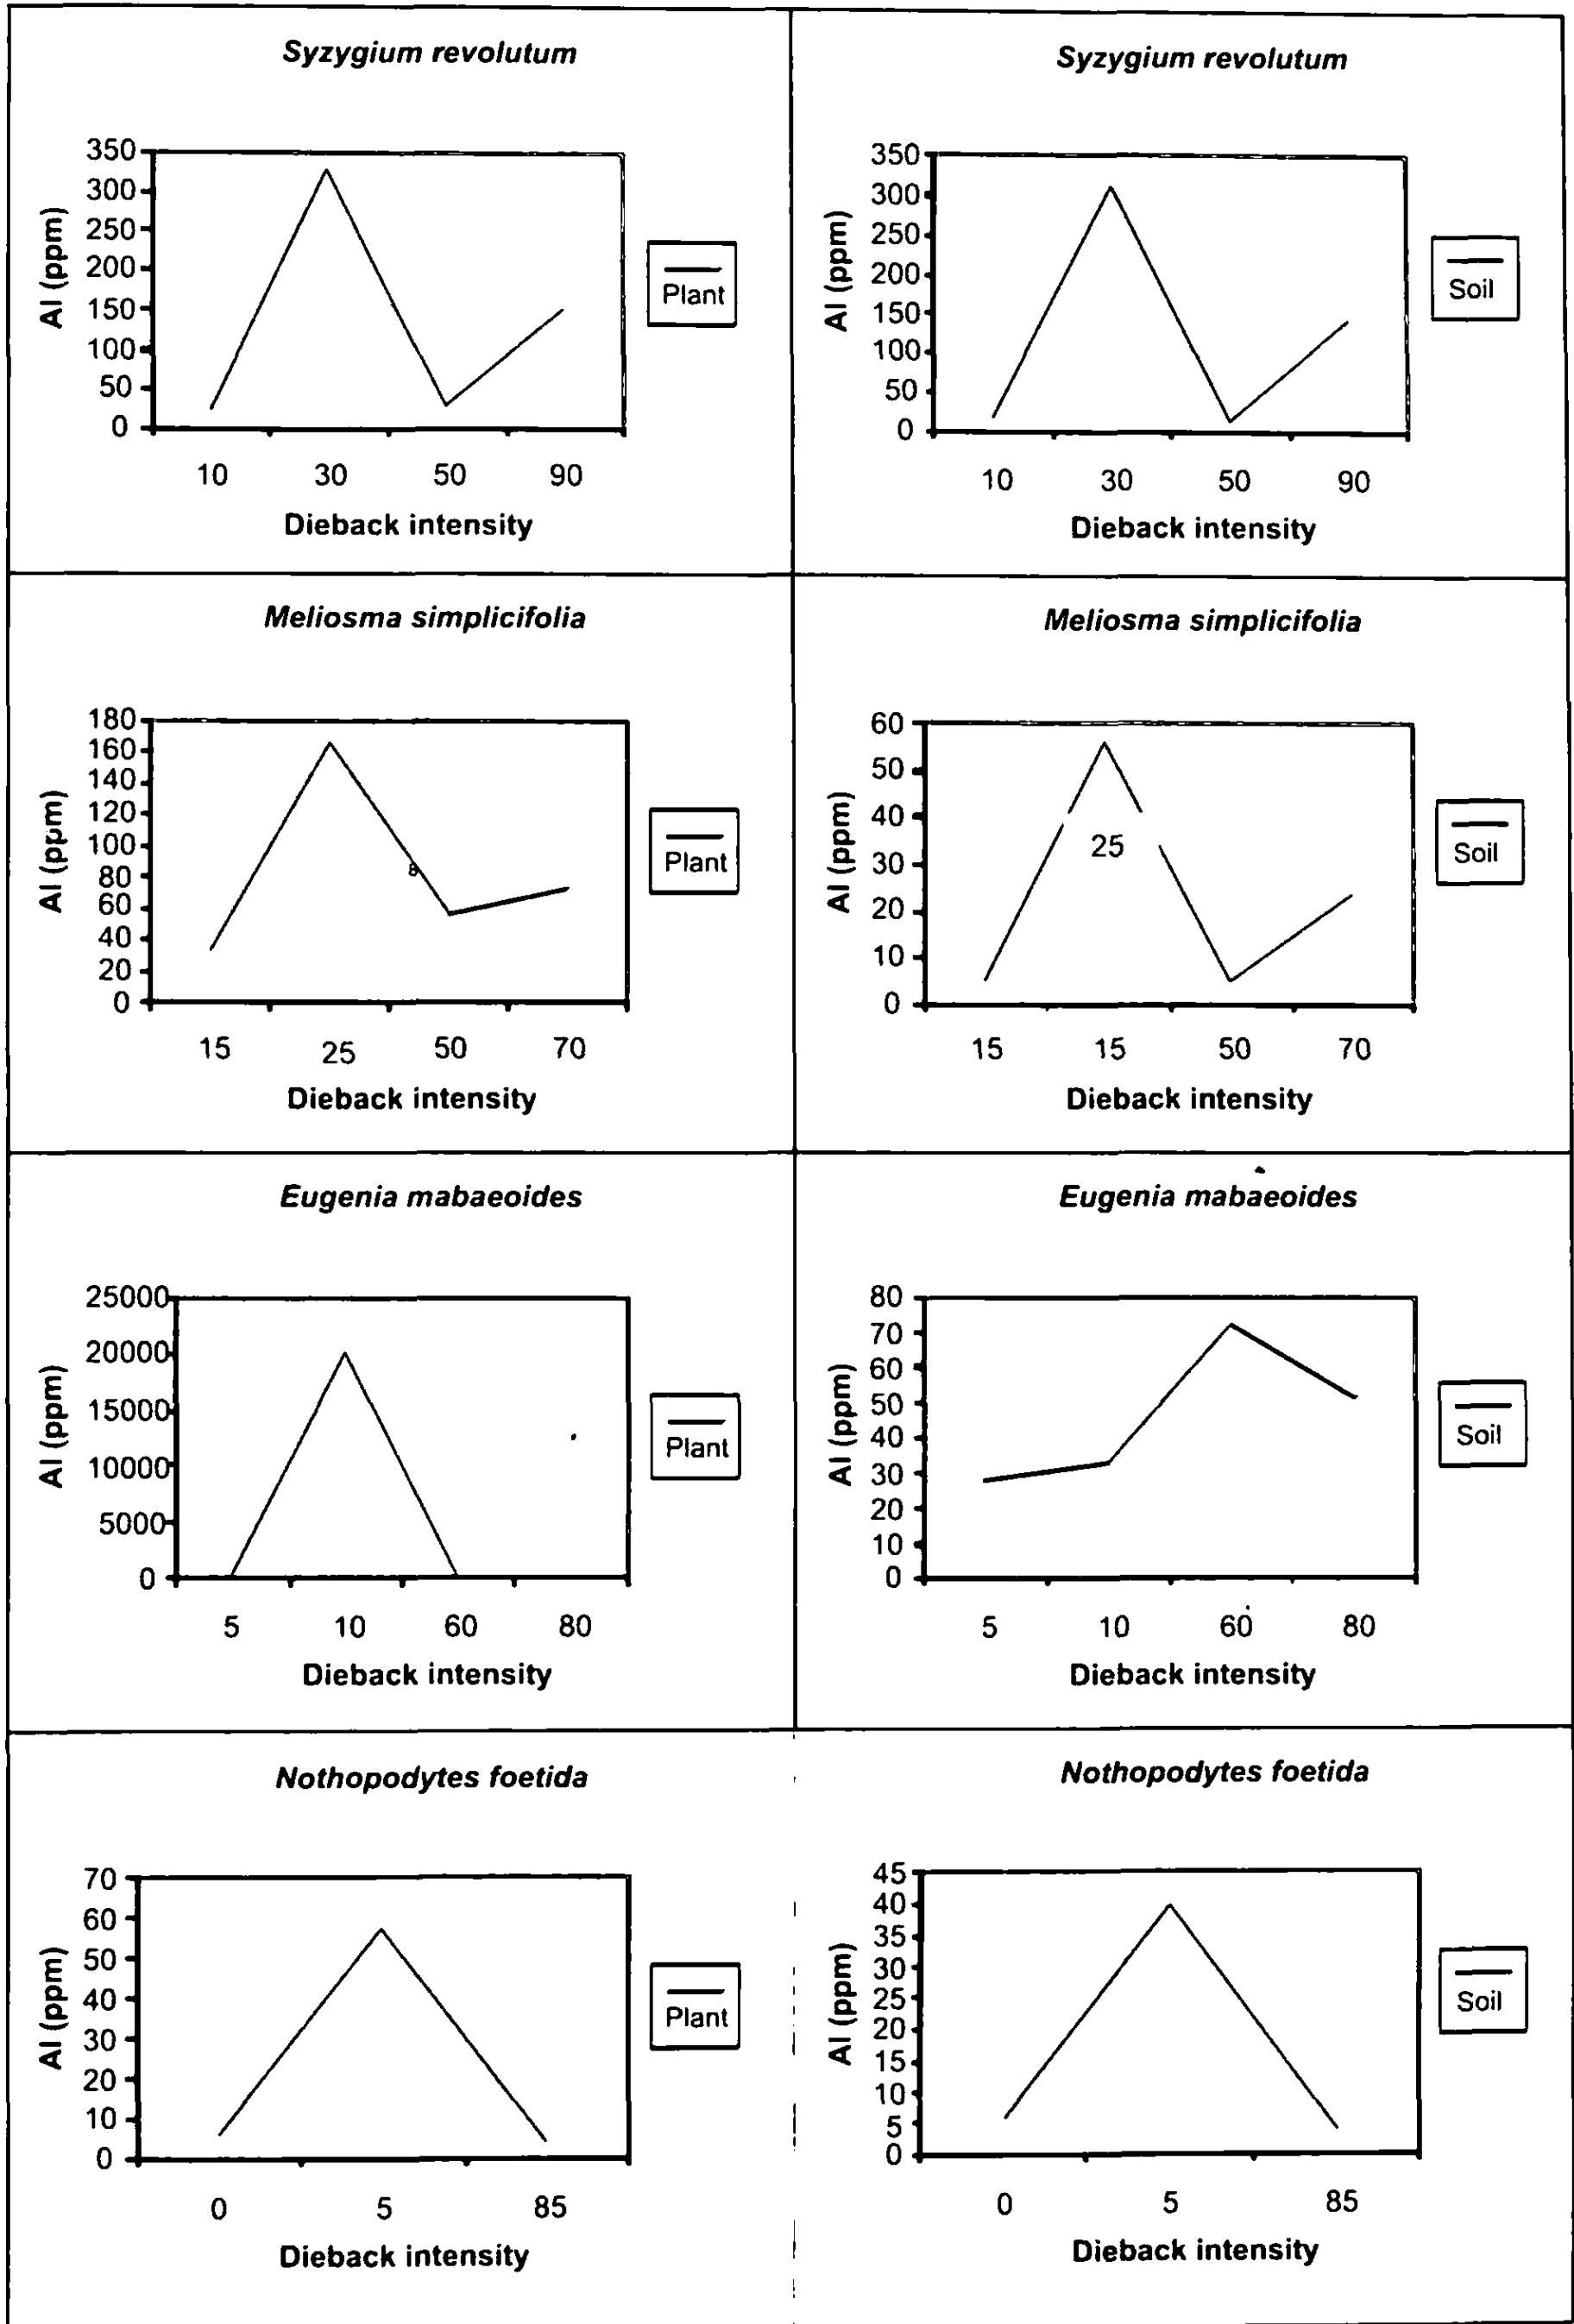 Syzygium revolutum
350
300
250
200
150
100
50
0
Al (ppm)
Plant
10 30 50 90
Dieback intensity
Syzygium revolutum
350
300
250
200
150
100
50
0
Al (ppm)
Soil
10 30 50 90
Dieback intensity
Meliosma simplicifolia
180
160
140
120
100
80
60
40
20
0
Al (ppm)
8
Plant
15 25 50 70
Dieback intensity
Meliosma simplicifolia
60
50
40
30
20
10
0
Al (ppm)
25
Soil
15 15 50 70
Dieback intensity
Eugenia mabaeoides
25000
20000
15000
10000
5000
0
Al (ppm)
Plant
5 10 60 80
Dieback intensity
Eugenia mabaeoides
80
70
60
50
40
30
20
10
0
Al (ppm)
Soil
5 10 60 80
Dieback intensity
Nothopodytes foetida
70
60
50
40
30
20
10
0
Al (ppm)
Plant
0 5 85
Dieback intensity
Nothopodytes foetida
45
40
35
30
25
20
15
10
5
0
Al (ppm)
Soil
0 5 85
Dieback intensity